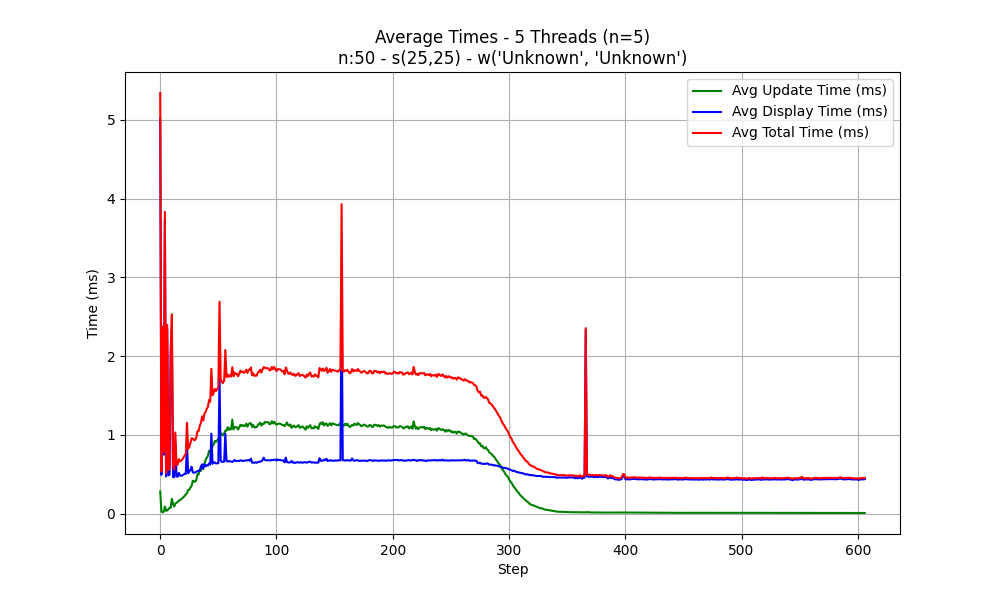 Average Times - 5 Threads (n=5)
n:50 - s(25,25) - w('Unknown', 'Unknown')
Avg Update Time (ms)
Avg Display Time (ms)
Avg Total Time (ms)
Time (ms)
5
4
3
2
1
0
0 100 200 300 400 500 600
Step